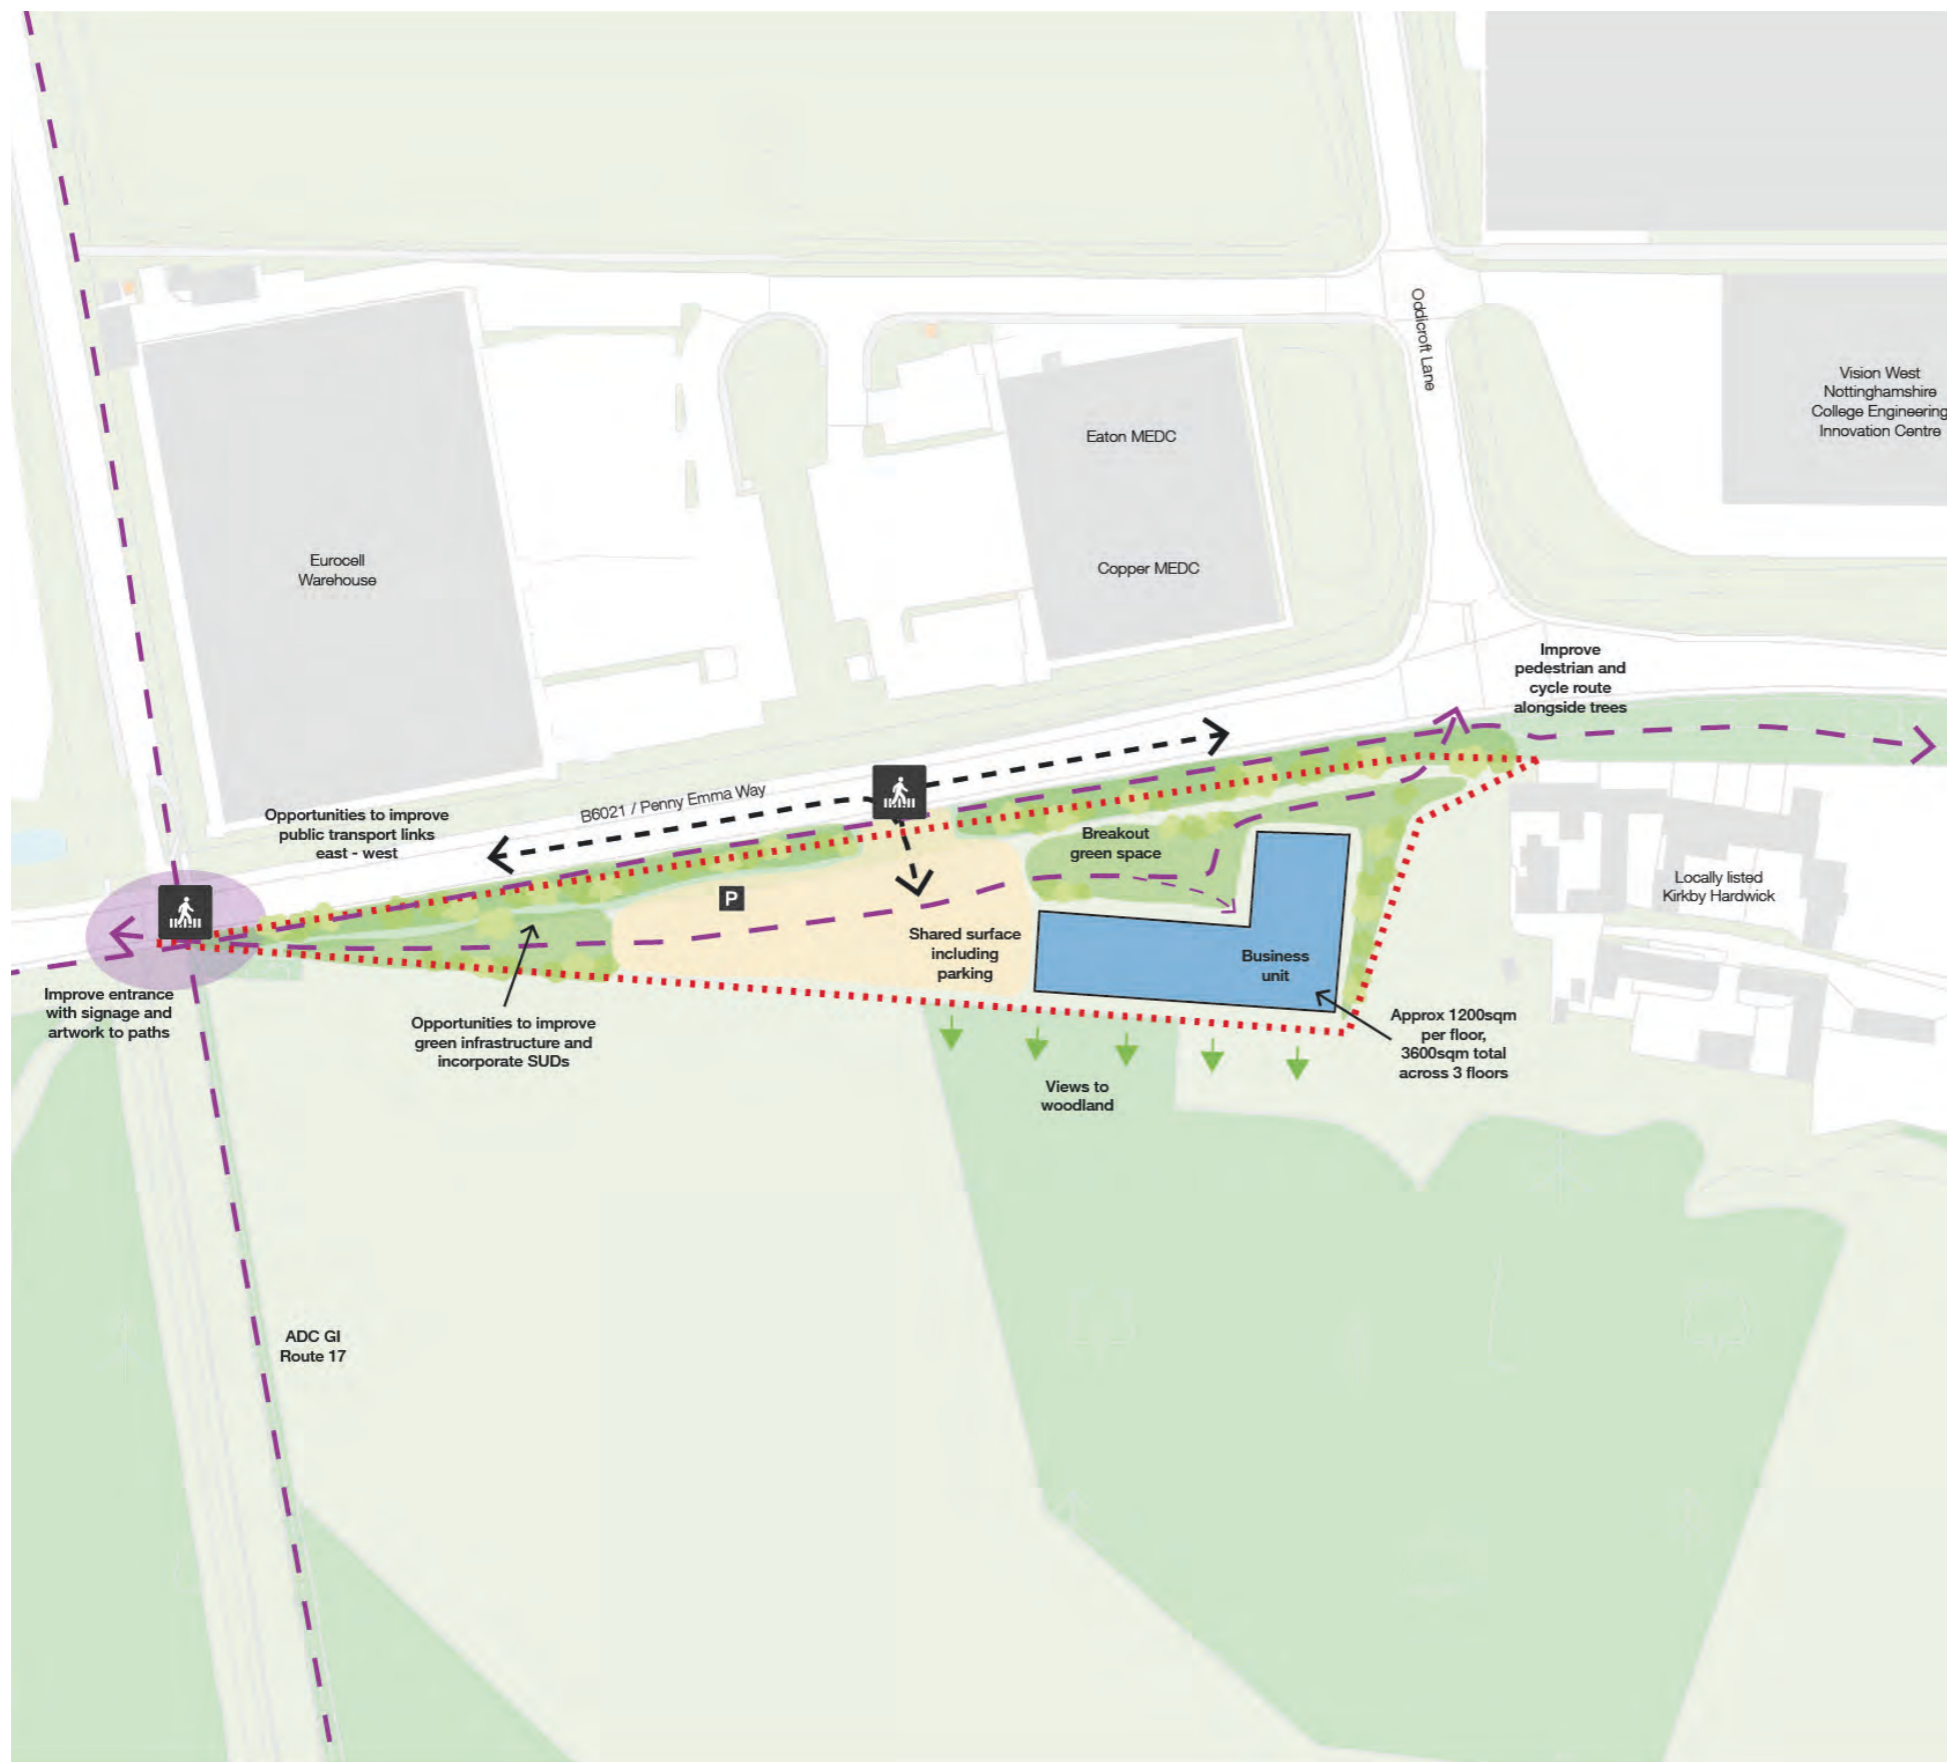 Oddicroft Lane
Vision West
Nottinghamshire
College Engineering
Innovation Centre
Eaton MEDC
Copper MEDC
Eurocell
Warehouse
Improve
pedestrian and
cycle route
alongside trees
B6021 / Penny Emma Way
Opportunities to improve
public transport links
east - west
Breakout
green space
P
Locally listed
Kirkby Hardwick
Shared surface
including
parking
Business
unit
Improve entrance
with signage and
artwork to paths
Opportunities to improve
green infrastructure and
incorporate SUDs
Approx 1200sqm
per floor,
3600sqm total
across 3 floors
Views to
woodland
ADC GI
Route 17